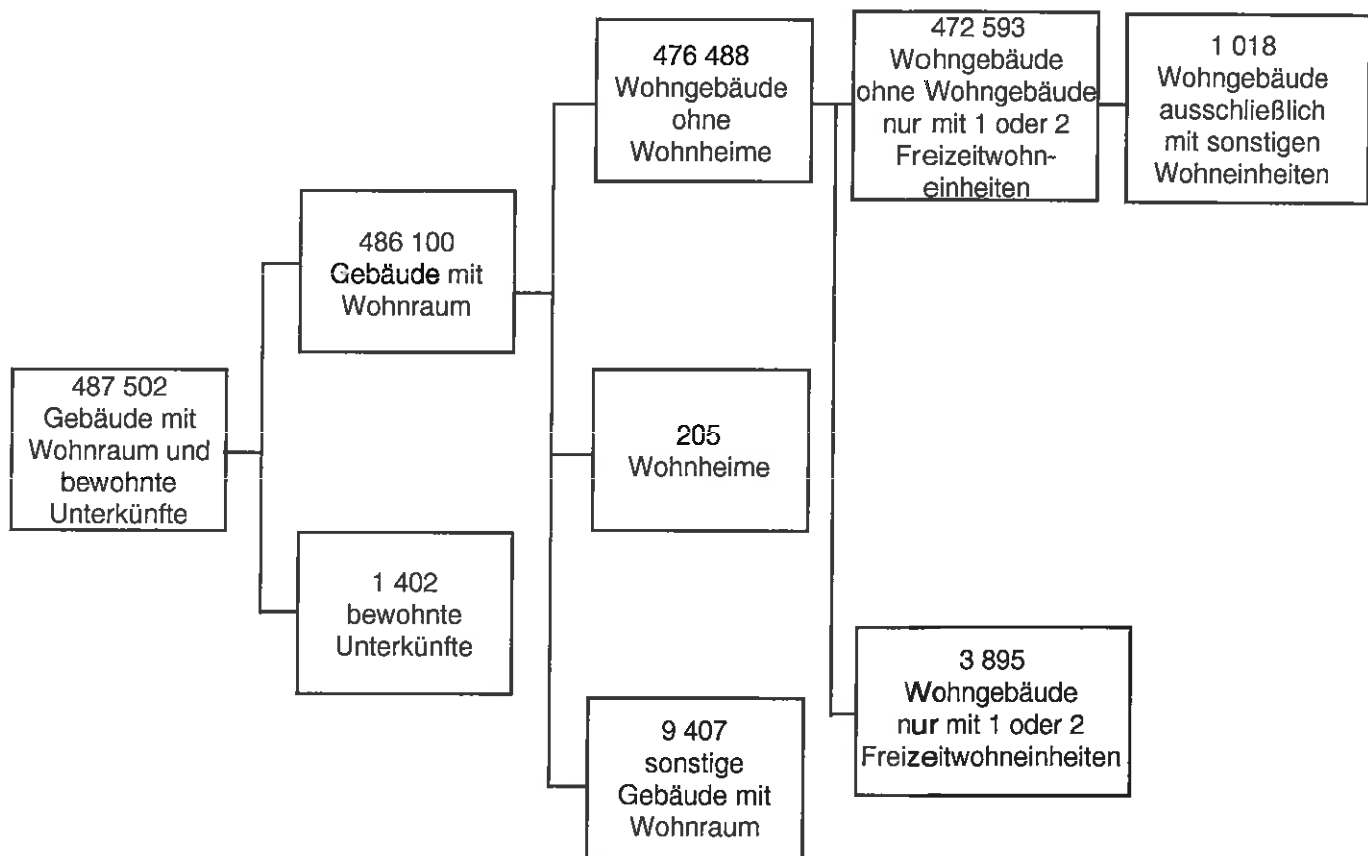 487 502
Gebäude mit
Wohnraum und
bewohnte
Unterkünfte
486 100
Gebäude mit
Wohnraum
1 402
bewohnte
Unterkünfte
476 488
Wohngebäude
ohne
Wohnheime
205
Wohnheime
9 407
sonstige
Gebäude mit
Wohnraum
472 593
Wohngebäude
ohne Wohngebäude
nur mit 1 oder 2
Freizeitwohn-
einheiten
3 895
Wohngebäude
nur mit 1 oder 2
Freizeitwohneinheiten
1 018
Wohngebäude
ausschließlich
mit sonstigen
Wohneinheiten